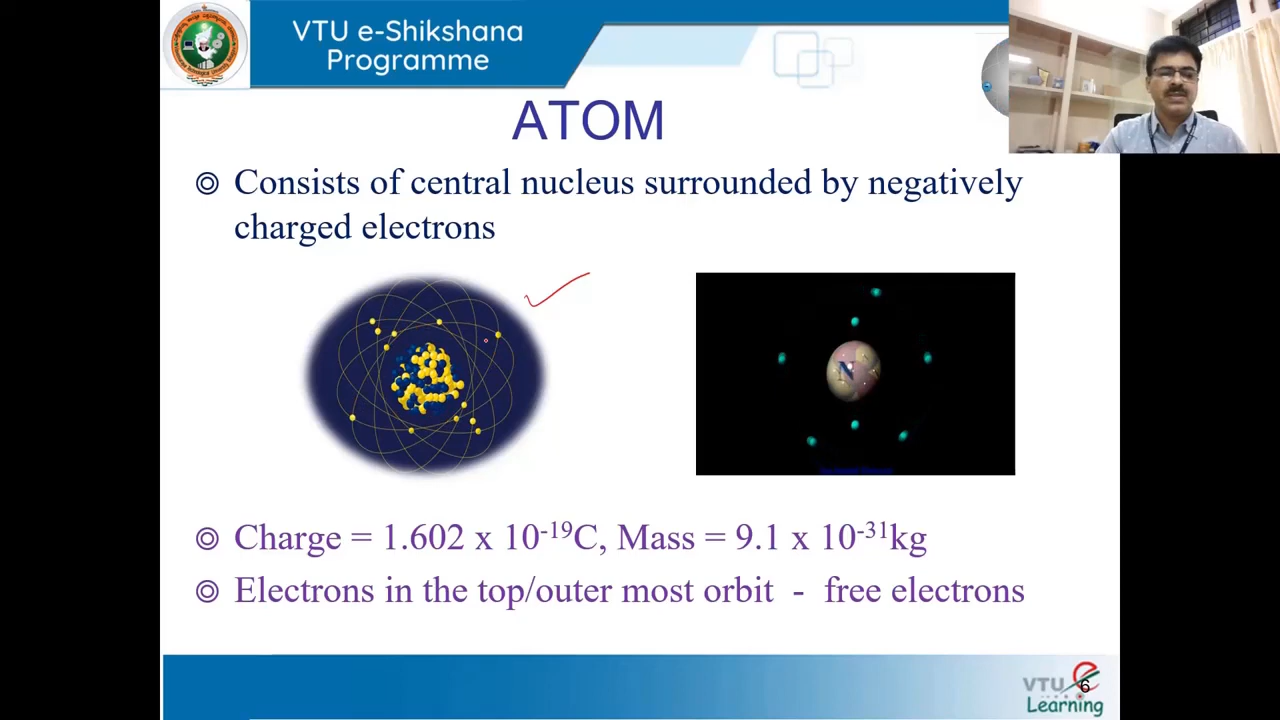 VTU e-Shikshana
Programme
ATOM
◎ Consists of central nucleus surrounded by negatively
charged electrons
N
◎ Charge = 1.602 x 10⁻¹⁹C, Mass = 9.1 x 10⁻³¹kg
◎ Electrons in the top/outer most orbit - free electrons
VTU e
Learning
6